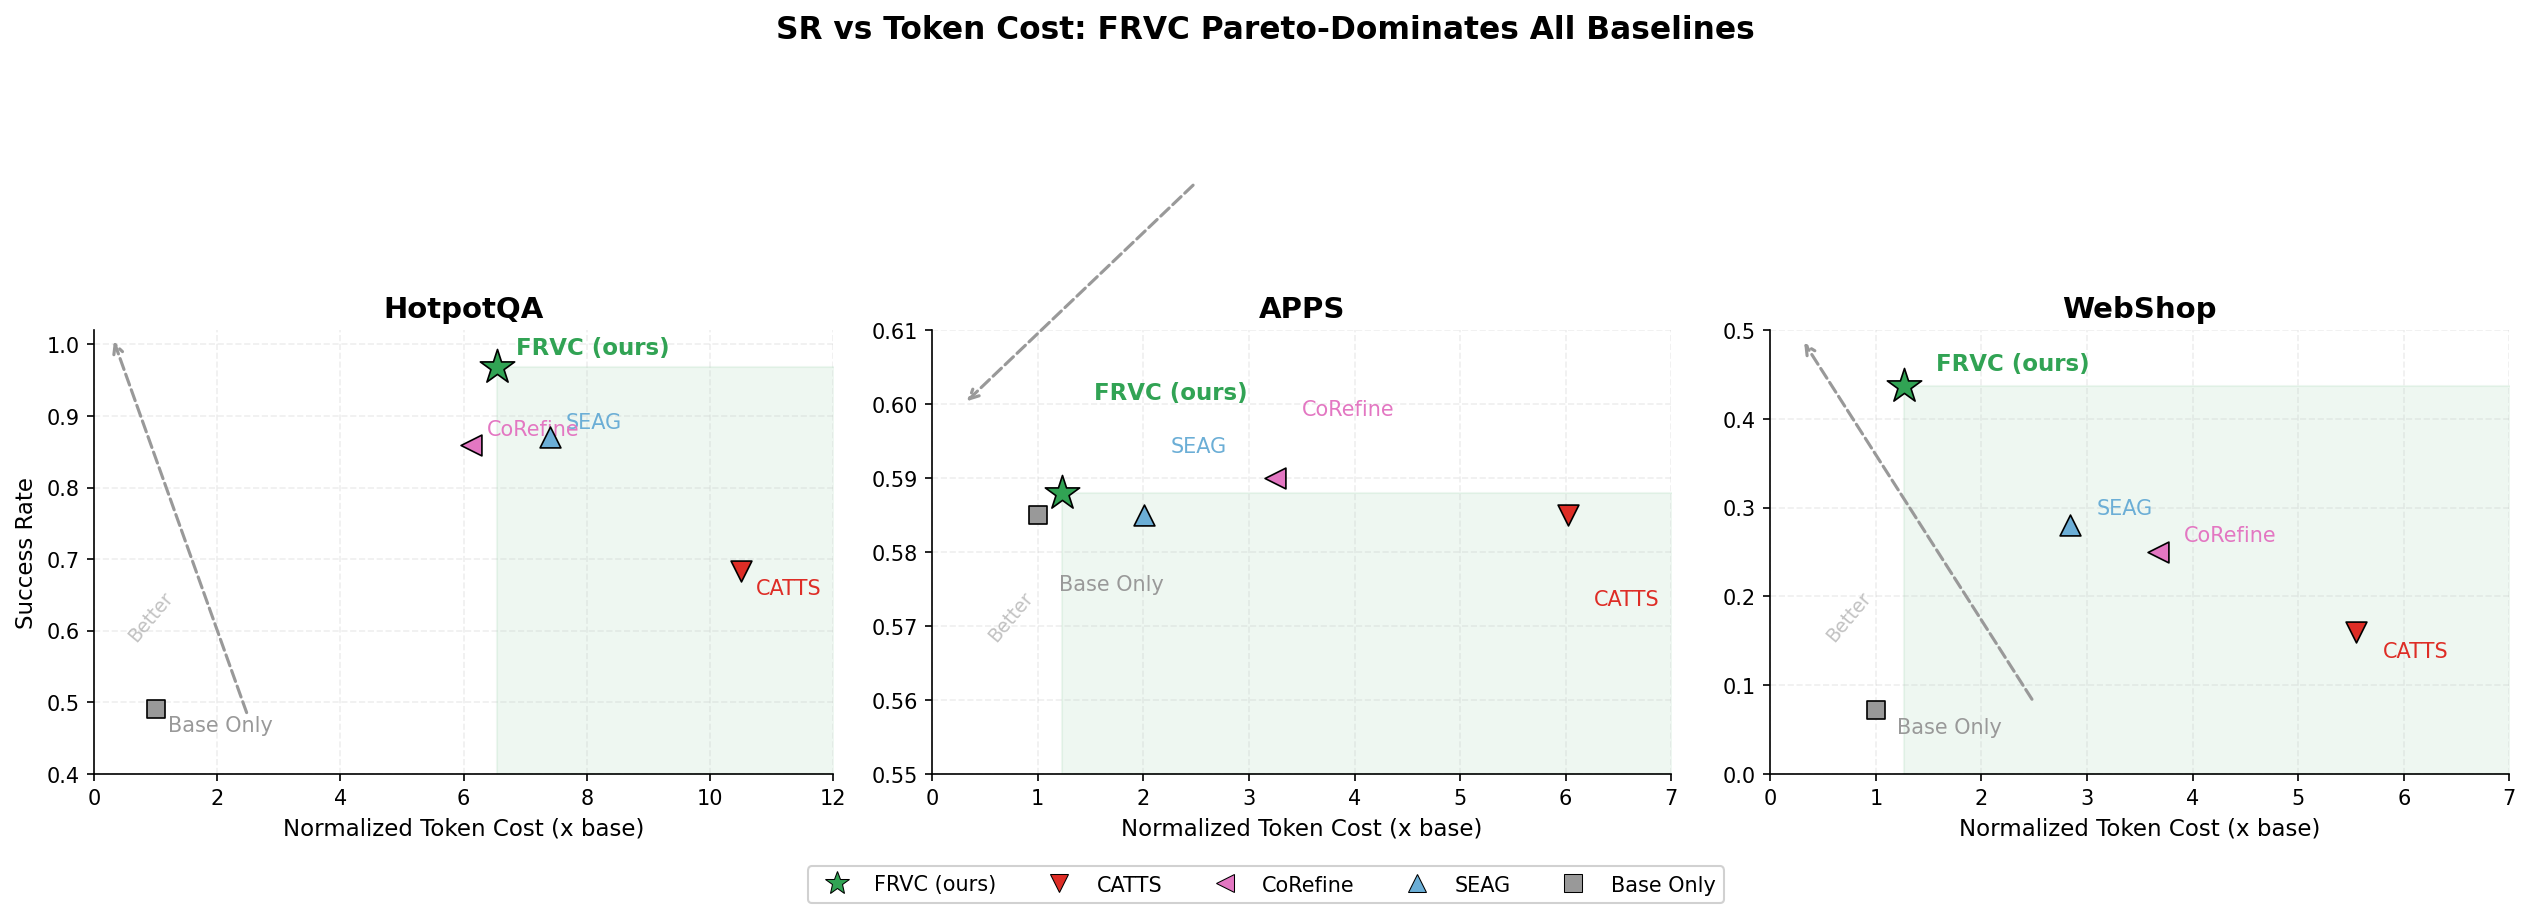 SR vs Token Cost: FRVC Pareto-Dominates All Baselines
HotpotQA
Success Rate
1.0
0.9
0.8
0.7
0.6
0.5
0.4
FRVC (ours)
CoRefine
SEAG
CATTS
Better
Base Only
0
2
4
6
8
10
12
Normalized Token Cost (x base)
APPS
0.61
0.60
0.59
0.58
0.57
0.56
0.55
FRVC (ours)
CoRefine
SEAG
Base Only
CATTS
Better
0
1
2
3
4
5
6
7
Normalized Token Cost (x base)
WebShop
0.5
0.4
0.3
0.2
0.1
0.0
FRVC (ours)
SEAG
CoRefine
Better
CATTS
Base Only
0
1
2
3
4
5
6
7
Normalized Token Cost (x base)
FRVC (ours)
CATTS
CoRefine
SEAG
Base Only